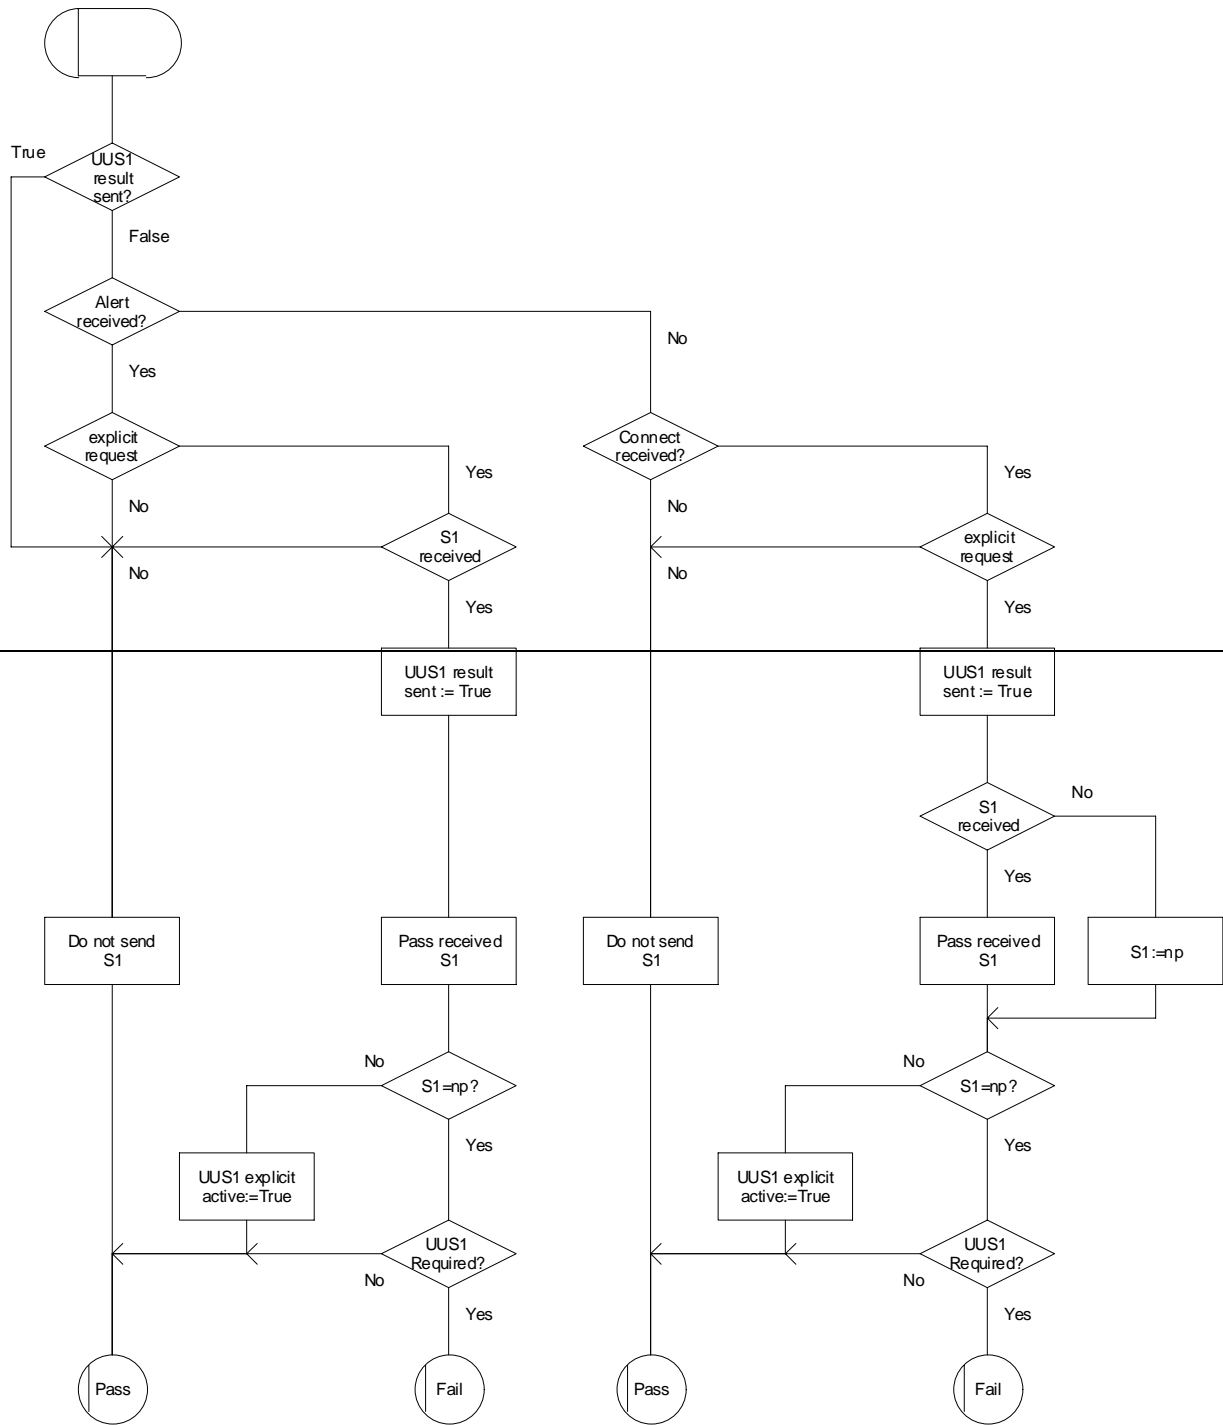 True
UUS1
result
sent?
False
Alert
received?
No
Yes
explicit
request
Connect
received?
Yes
Yes
No
No
S1
received
explicit
request
No
No
Yes
Yes
UUS1 result
sent := True
UUS1 result
sent := True
S1
received
No
Yes
Do not send
S1
Pass received
S1
Do not send
S1
Pass received
S1
S1:=np
No
S1=np?
No
S1=np?
Yes
Yes
UUS1 explicit
active:=True
UUS1 explicit
active:=True
UUS1
Required?
UUS1
Required?
No
No
Yes
Yes
Pass
Fail
Pass
Fail